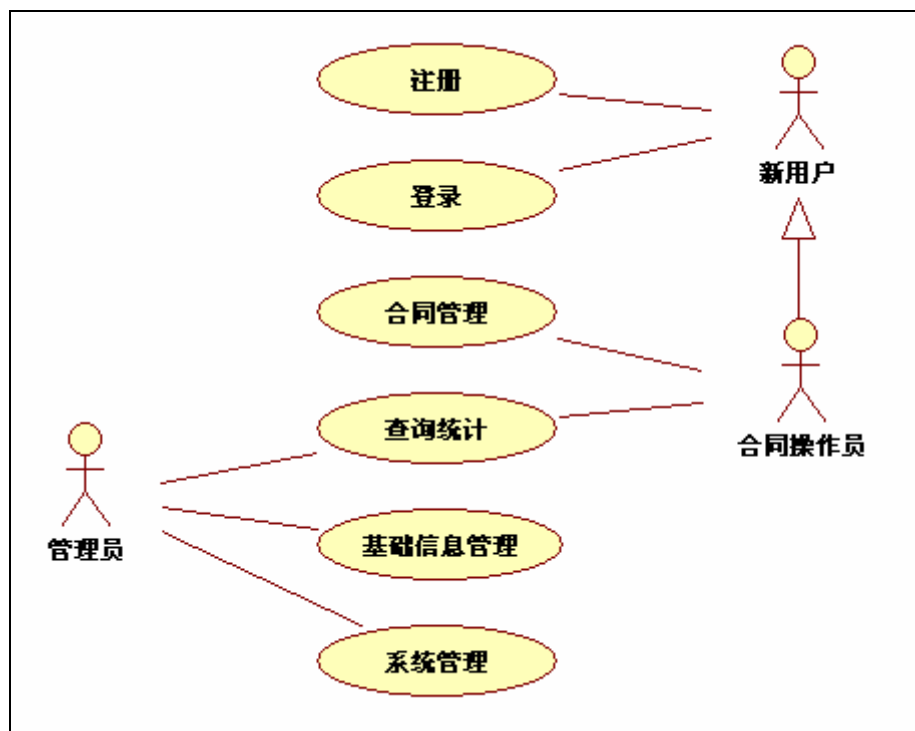 注册
新用户
登录
合同管理
查询统计
合同操作员
管理员
基础信息管理
系统管理